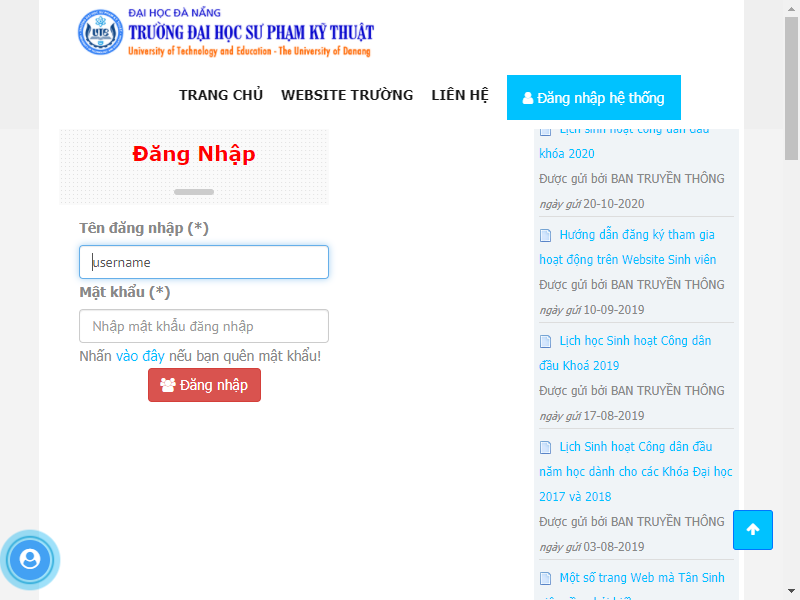 ĐẠI HỌC ĐÀ NẴNG
TRƯỜNG ĐẠI HỌC SƯ PHẠM KỸ THUẬT
University of Technology and Education - The University of Danang
UTE
TRANG CHỦ WEBSITE TRƯỜNG LIÊN HỆ Đăng nhập hệ thống
Đăng Nhập
Tên đăng nhập (*)
username
Mật khẩu (*)
Nhập mật khẩu đăng nhập
Nhấn vào đây nếu bạn quên mật khẩu!
Đăng nhập
Lịch sinh hoạt công dân đầu
khóa 2020
Được gửi bởi BAN TRUYỀN THÔNG
ngày gửi 20-10-2020
Hướng dẫn đăng ký tham gia
hoạt động trên Website Sinh viên
Được gửi bởi BAN TRUYỀN THÔNG
ngày gửi 10-09-2019
Lịch học Sinh hoạt Công dân
đầu Khoá 2019
Được gửi bởi BAN TRUYỀN THÔNG
ngày gửi 17-08-2019
Lịch Sinh hoạt Công dân đầu
năm học dành cho các Khóa Đại học
2017 và 2018
Được gửi bởi BAN TRUYỀN THÔNG
ngày gửi 03-08-2019
Một số trang Web mà Tân Sinh